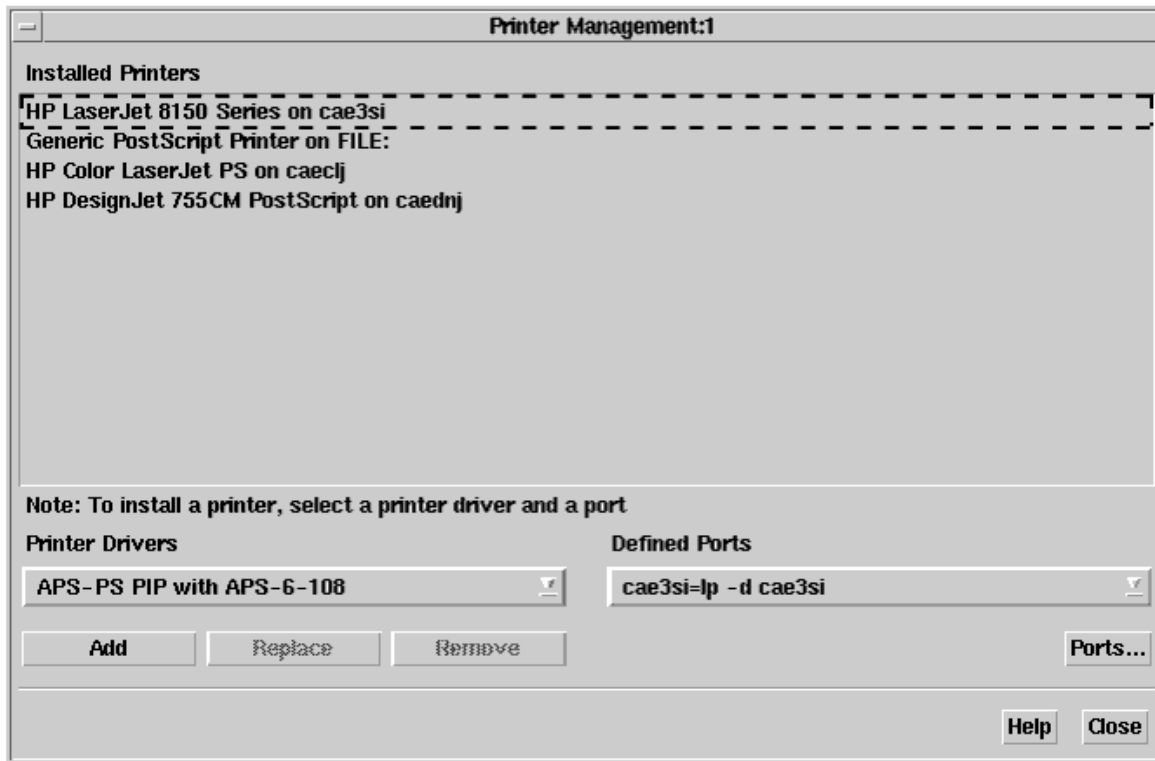 Printer Management:1
Installed Printers
HP LaserJet 8150 Series on cae3si
Generic PostScript Printer on FILE:
HP Color LaserJet PS on caeclj
HP DesignJet 755CM PostScript on caednj
Note: To install a printer, select a printer driver and a port
Printer Drivers
Defined Ports
APS-PS PIP with APS-6-108
cae3si=lp -d cae3si
Add
Replace
Remove
Ports...
Help
Close